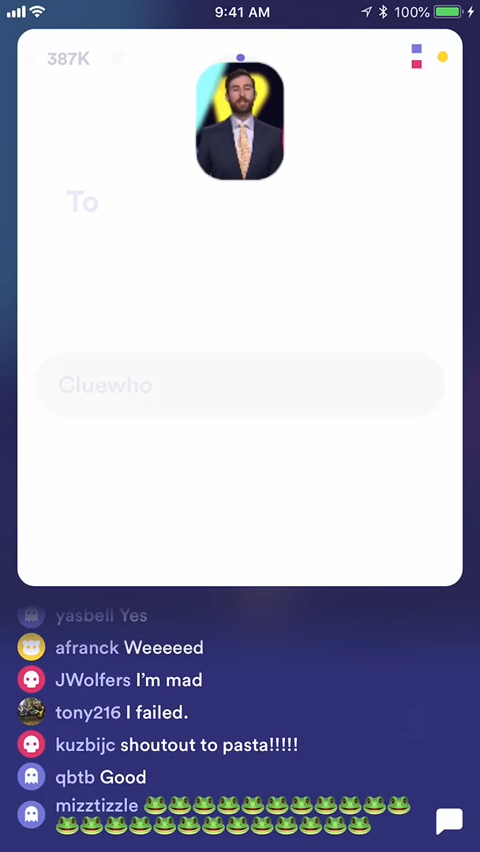 9:41 AM
100%
387K
To
Cluewho
yasbell Yes
afranck Weeeeed
JWolfers I'm mad
tony216 I failed.
kuzbijc shoutout to pasta!!!!!
qbtb Good
mizztizzle 🐸🐸🐸🐸🐸🐸🐸🐸🐸🐸🐸
🐸🐸🐸🐸🐸🐸🐸🐸🐸🐸🐸🐸🐸